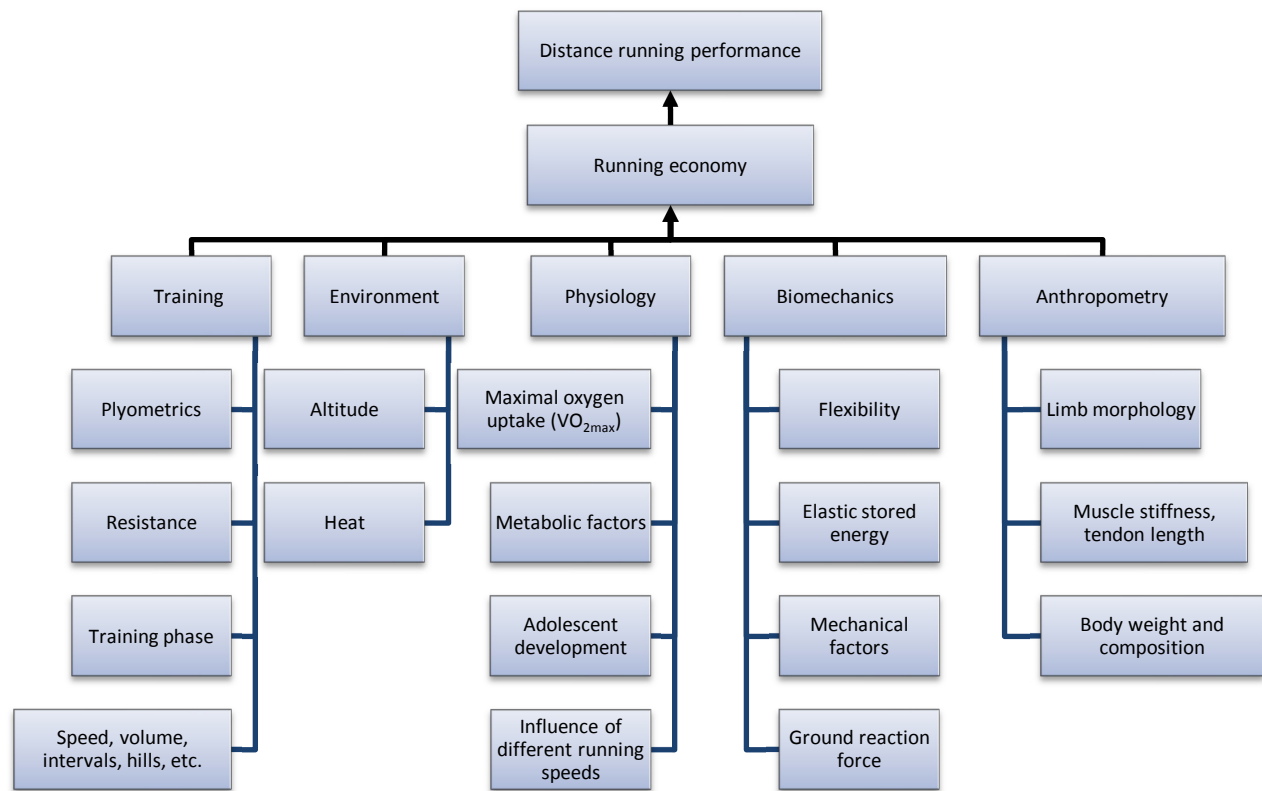 Distance running performance
Running economy
Training
Environment
Physiology
Biomechanics
Anthropometry
Plyometrics
Altitude
Maximal oxygen
uptake (VO2max)
Flexibility
Limb morphology
Resistance
Heat
Metabolic factors
Elastic stored
energy
Muscle stiffness,
tendon length
Training phase
Adolescent
development
Mechanical
factors
Body weight and
composition
Speed, volume,
intervals, hills, etc.
Influence of
different running
speeds
Ground reaction
force